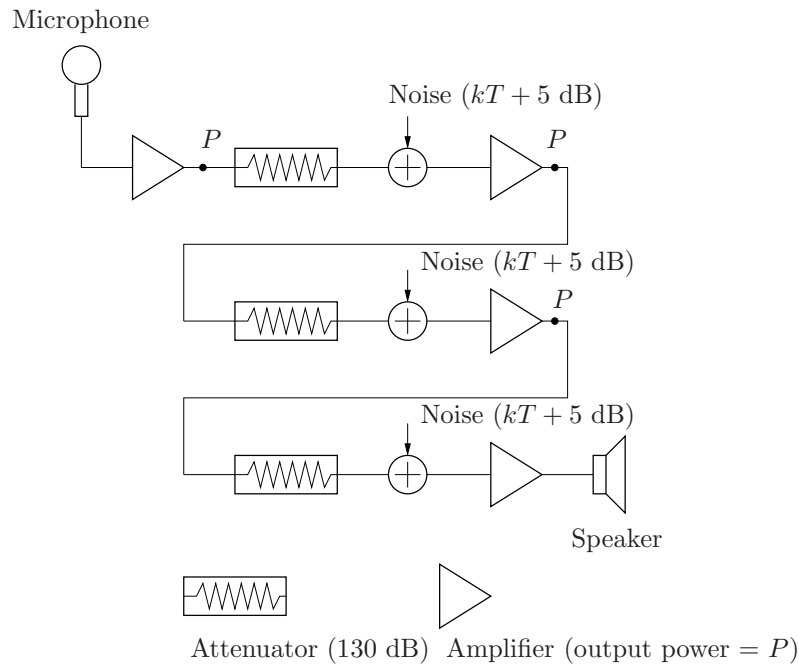 Microphone
Noise (kT + 5 dB)
P
P
Noise (kT + 5 dB)
P
Noise (kT + 5 dB)
Speaker
Attenuator (130 dB)
Amplifier (output power = P)